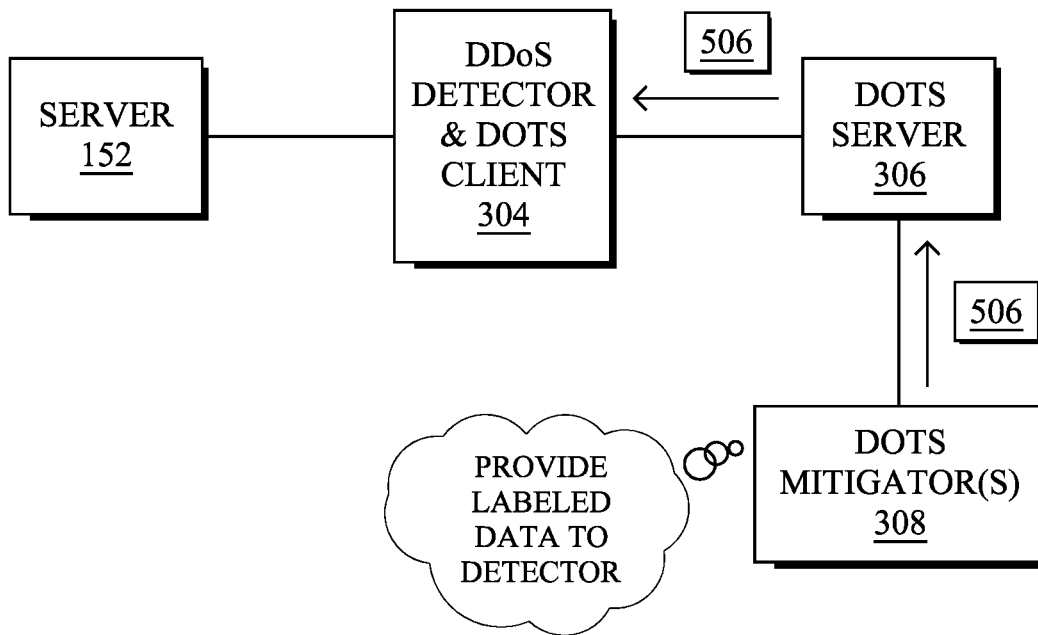 SERVER
152
DDoS
DETECTOR
& DOTS
CLIENT
304
506
DOTS
SERVER
306
506
DOTS
MITIGATOR(S)
308
PROVIDE
LABELED
DATA TO
DETECTOR